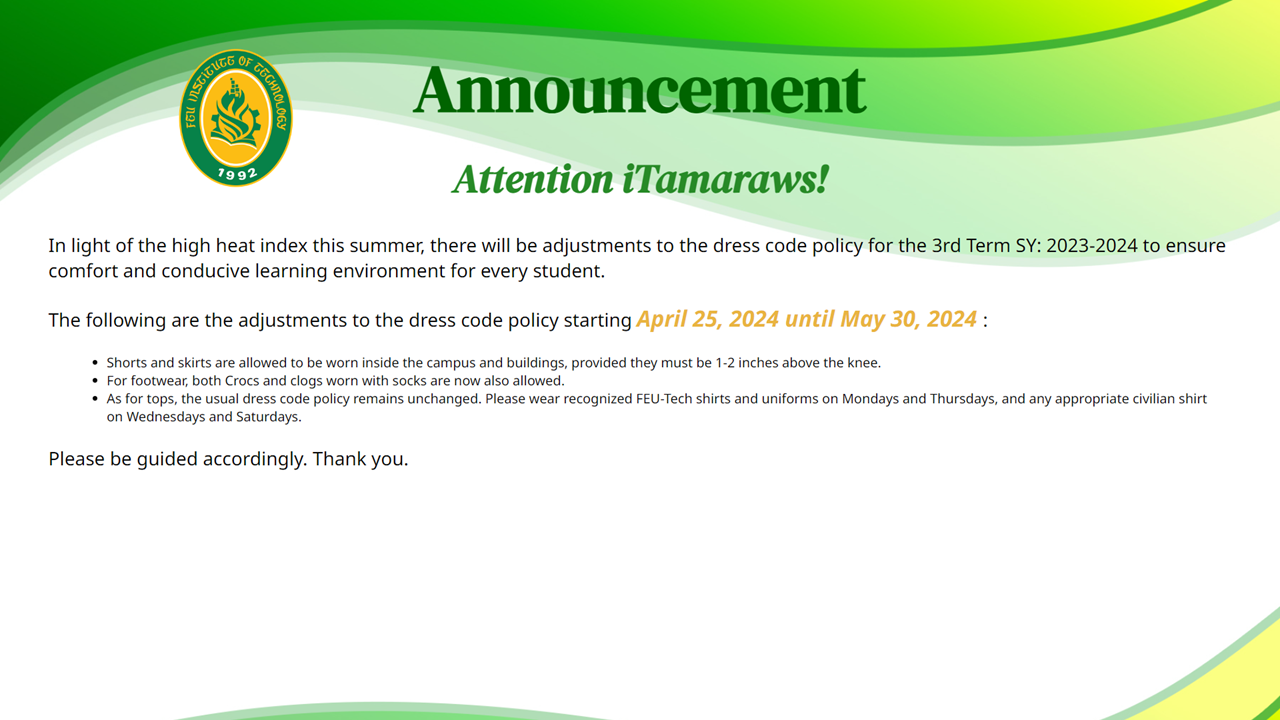 FEU INSTITUTE OF TECHNOLOGY
1992
Announcement
Attention iTamaraws!
In light of the high heat index this summer, there will be adjustments to the dress code policy for the 3rd Term SY: 2023-2024 to ensure
comfort and conducive learning environment for every student.
The following are the adjustments to the dress code policy starting April 25, 2024 until May 30, 2024 :
• Shorts and skirts are allowed to be worn inside the campus and buildings, provided they must be 1-2 inches above the knee.
• For footwear, both Crocs and clogs worn with socks are now also allowed.
• As for tops, the usual dress code policy remains unchanged. Please wear recognized FEU-Tech shirts and uniforms on Mondays and Thursdays, and any appropriate civilian shirt
on Wednesdays and Saturdays.
Please be guided accordingly. Thank you.